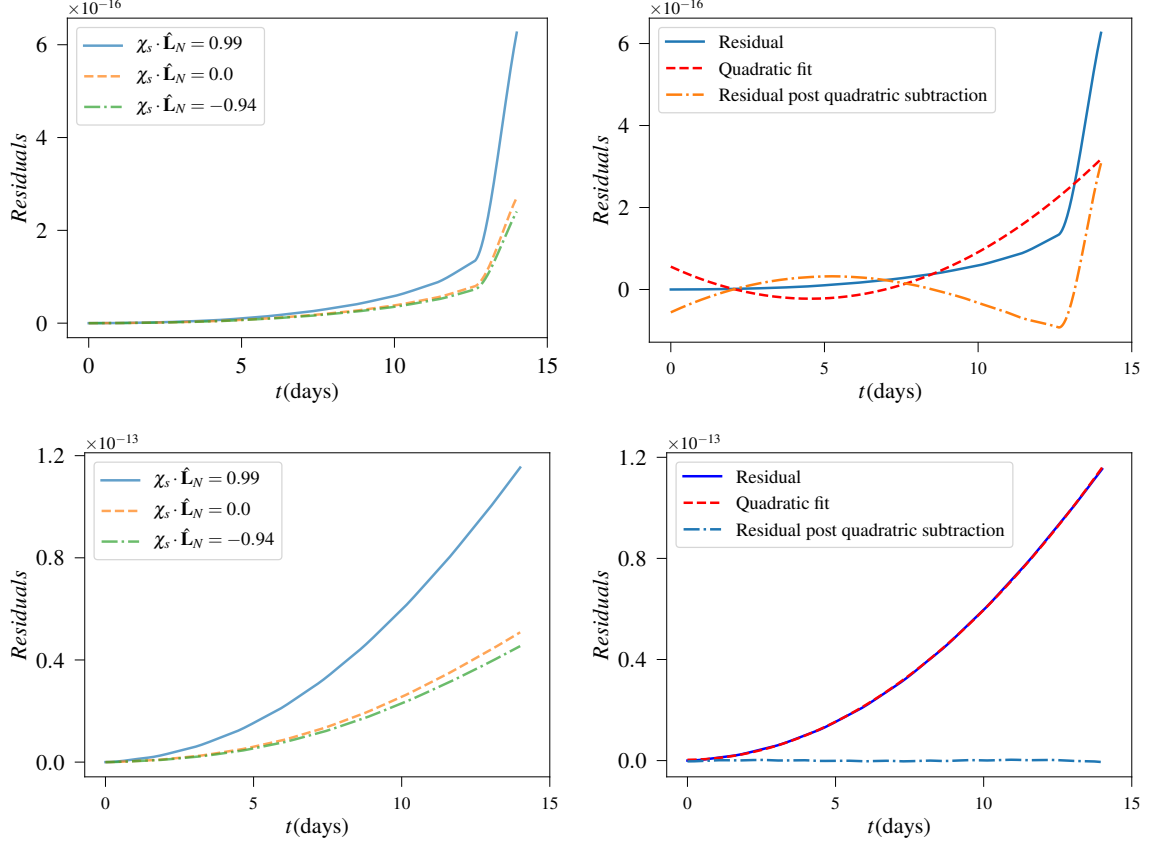 ×10−16
6
4
2
0
Residuals
χs · L̂N = 0.99
χs · L̂N = 0.0
χs · L̂N = −0.94
0
5
10
15
t(days)
×10−16
6
4
2
0
Residuals
Residual
Quadratic fit
Residual post quadratric subtraction
0
5
10
15
t(days)
×10−13
1.2
0.8
0.4
0.0
Residuals
χs · L̂N = 0.99
χs · L̂N = 0.0
χs · L̂N = −0.94
0
5
10
15
t(days)
×10−13
1.2
0.8
0.4
0.0
Residuals
Residual
Quadratic fit
Residual post quadratric subtraction
0
5
10
15
t(days)